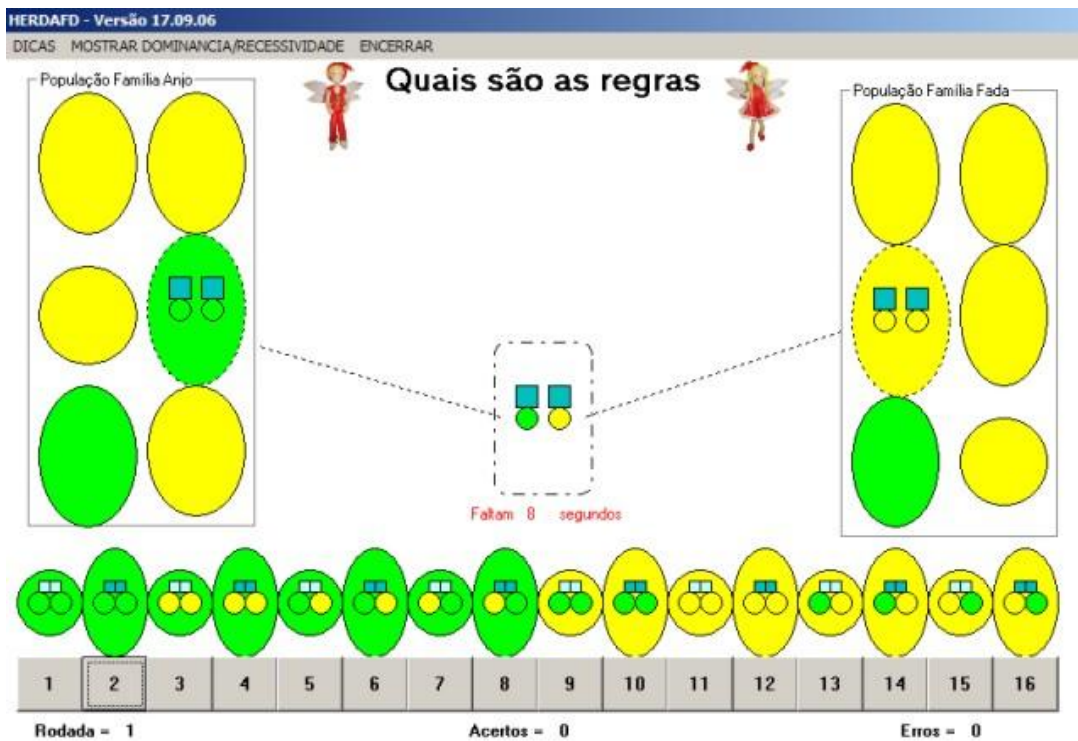 HERDAFD - Versão 17.09.06
DICAS MOSTRAR DOMINANCIA/RECESSIVIDADE ENCERRAR
Quais são as regras
População Família Anjo
População Família Fada
Faltam 8 segundos
1 2 3 4 5 6 7 8 9 10 11 12 13 14 15 16
Rodada = 1 Acertos = 0 Erros = 0